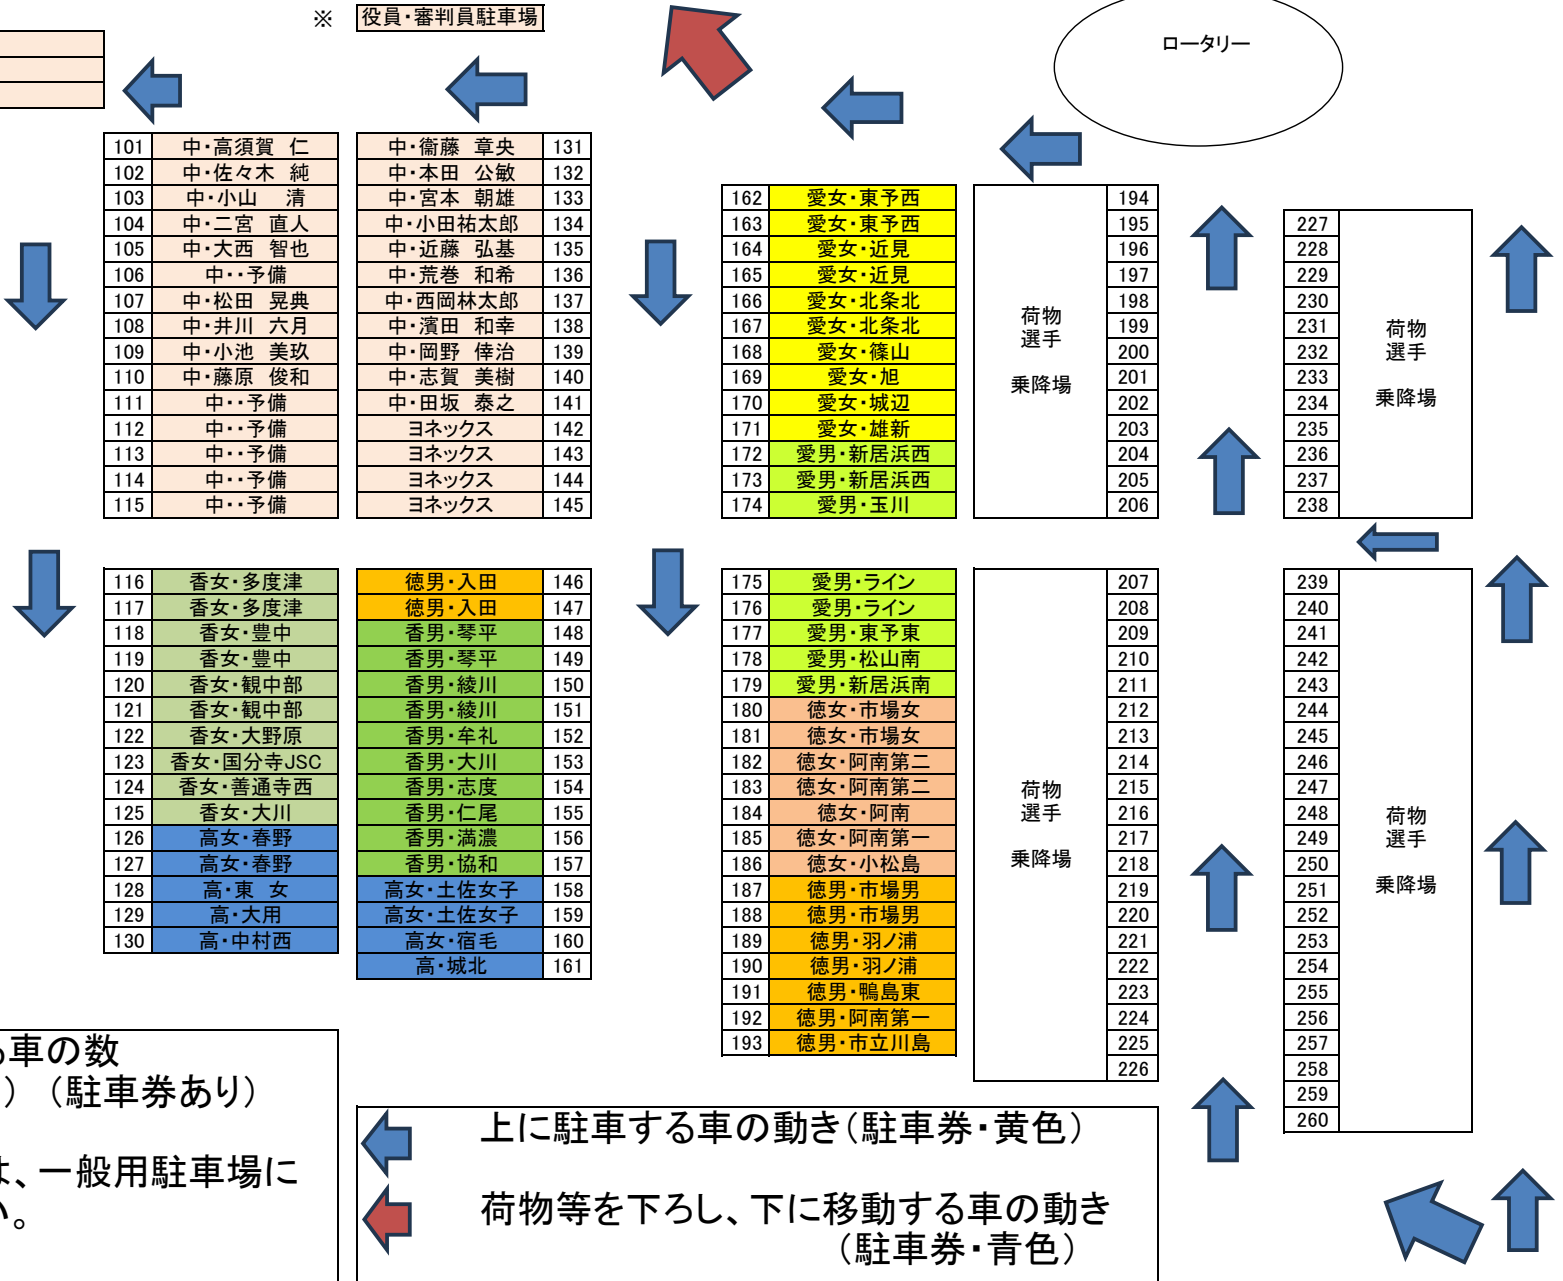 ※ 役員・審判員駐車場
ロータリー
101 中・高須賀 仁
102 中・佐々木 純
103 中・小山 清
104 中・二宮 直人
105 中・大西 智也
106 中・・予備
107 中・松田 晃典
108 中・井川 六月
109 中・小池 美玖
110 中・藤原 俊和
111 中・・予備
112 中・・予備
113 中・・予備
114 中・・予備
115 中・・予備
中・衞藤 章央 131
中・本田 公敏 132
中・宮本 朝雄 133
中・小田祐太郎 134
中・近藤 弘基 135
中・荒巻 和希 136
中・西岡林太郎 137
中・濱田 和幸 138
中・岡野 倖治 139
中・志賀 美樹 140
中・田坂 泰之 141
ヨネックス 142
ヨネックス 143
ヨネックス 144
ヨネックス 145
162 愛女・東予西
163 愛女・東予西
164 愛女・近見
165 愛女・近見
166 愛女・北条北
167 愛女・北条北
168 愛女・篠山
169 愛女・旭
170 愛女・城辺
171 愛女・雄新
172 愛男・新居浜西
173 愛男・新居浜西
174 愛男・玉川
荷物
選手
乗降場
194
195
196
197
198
199
200
201
202
203
204
205
206
227
228
229
230
231
232
233
234
235
236
237
238
荷物
選手
乗降場
116 香女・多度津
117 香女・多度津
118 香女・豊中
119 香女・豊中
120 香女・観中部
121 香女・観中部
122 香女・大野原
123 香女・国分寺JSC
124 香女・善通寺西
125 香女・大川
126 高女・春野
127 高女・春野
128 高・東 女
129 高・大用
130 高・中村西
徳男・入田 146
徳男・入田 147
香男・琴平 148
香男・琴平 149
香男・綾川 150
香男・綾川 151
香男・牟礼 152
香男・大川 153
香男・志度 154
香男・仁尾 155
香男・満濃 156
香男・協和 157
高女・土佐女子 158
高女・土佐女子 159
高女・宿毛 160
高・城北 161
175 愛男・ライン
176 愛男・ライン
177 愛男・東予東
178 愛男・松山南
179 愛男・新居浜南
180 徳女・市場女
181 徳女・市場女
182 徳女・阿南第二
183 徳女・阿南第二
184 徳女・阿南
185 徳女・阿南第一
186 徳女・小松島
187 徳男・市場男
188 徳男・市場男
189 徳男・羽ノ浦
190 徳男・羽ノ浦
191 徳男・鴨島東
192 徳男・阿南第一
193 徳男・市立川島
荷物
選手
乗降場
207
208
209
210
211
212
213
214
215
216
217
218
219
220
221
222
223
224
225
226
239
240
241
242
243
244
245
246
247
248
249
250
251
252
253
254
255
256
257
258
259
260
荷物
選手
乗降場
る車の数
）（駐車券あり）
は、一般用駐車場に
い。
上に駐車する車の動き（駐車券・黄色）
荷物等を下ろし、下に移動する車の動き
（駐車券・青色）